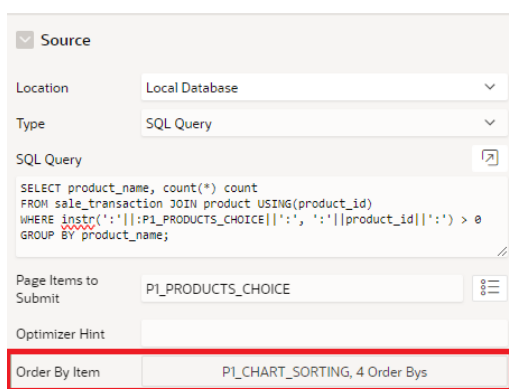 Source
Location Local Database
Type SQL Query
SQL Query
SELECT product_name, count(*) count
FROM sale_transaction JOIN product USING(product_id)
WHERE instr(':'||:P1_PRODUCTS_CHOICE||':', ':'||product_id||':') > 0
GROUP BY product_name;
Page Items to
Submit P1_PRODUCTS_CHOICE
Optimizer Hint
Order By Item P1_CHART_SORTING, 4 Order Bys